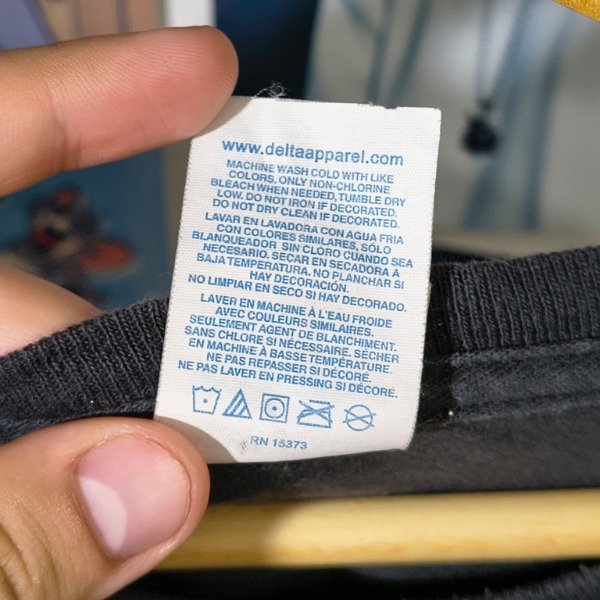 www.deltaapparel.com
MACHINE WASH COLD WITH LIKE
COLORS. ONLY NON-CHLORINE
BLEACH WHEN NEEDED, TUMBLE DRY
LOW. DO NOT IRON IF DECORATED.
DO NOT DRY CLEAN IF DECORATED.
LAVAR EN LAVADORA CON AGUA FRIA
CON COLORES SIMILARES, SÓLO
BLANQUEADOR SIN CLORO CUANDO SEA
NECESARIO. SECAR EN SECADORA A
BAJA TEMPERATURA. NO PLANCHAR SI
HAY DECORACIÓN.
NO LIMPIAR EN SECO SI HAY DECORADO.
LAVER EN MACHINE À L'EAU FROIDE
AVEC COULEURS SIMILAIRES.
SEULEMENT AGENT DE BLANCHIMENT
SANS CHLORE SI NÉCESSAIRE. SÉCHER
EN MACHINE À BASSE TEMPÉRATURE.
NE PAS REPASSER SI DÉCORÉ.
NE PAS LAVER EN PRESSING SI DÉCORÉ.
RN 15373